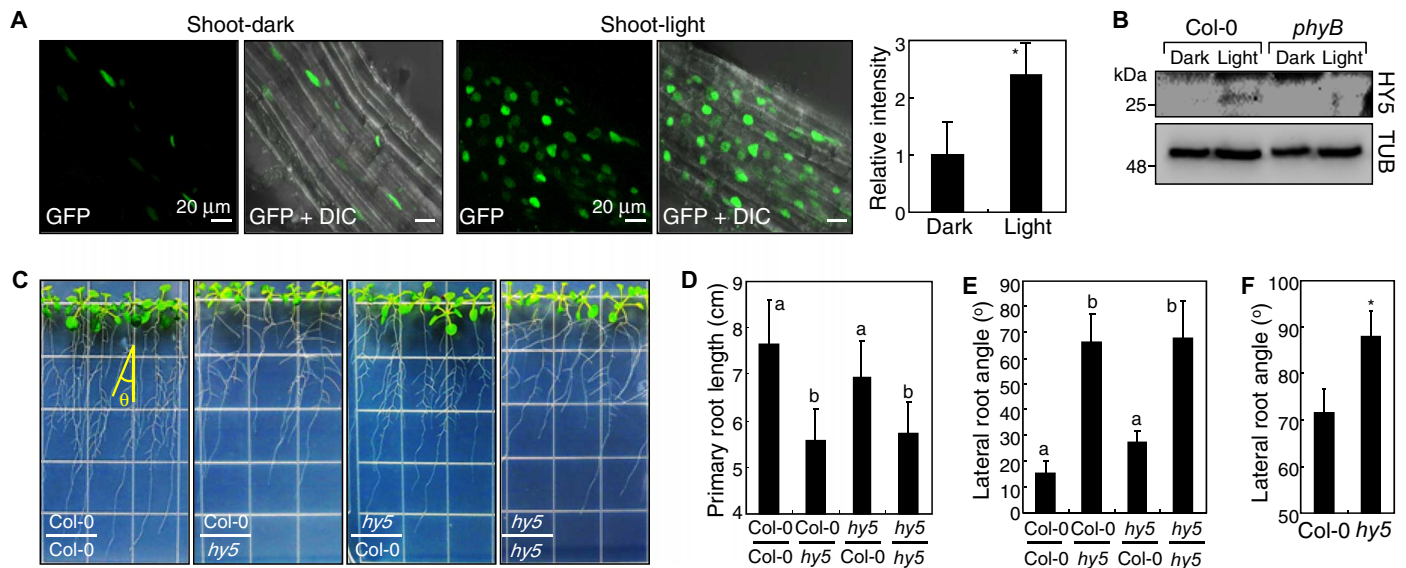 A
Shoot-dark
Shoot-light
GFP
20 μm
GFP + DIC
GFP
20 μm
GFP + DIC
Relative intensity
3
2
1
0
*
Dark
Light
B
Col-0
phyB
Dark Light Dark Light
kDa
25
48
HY5
TUB
C
θ
Col-0
Col-0
Col-0
hy5
hy5
Col-0
hy5
hy5
D
Primary root length (cm)
9
8
7
6
5
4
a
b
a
b
Col-0 Col-0 hy5 hy5
Col-0 hy5 Col-0 hy5
E
Lateral root angle (º)
90
80
70
60
50
40
30
20
10
0
a
b
a
b
Col-0 Col-0 hy5 hy5
Col-0 hy5 Col-0 hy5
F
Lateral root angle (º)
100
90
80
70
60
50
*
Col-0 hy5